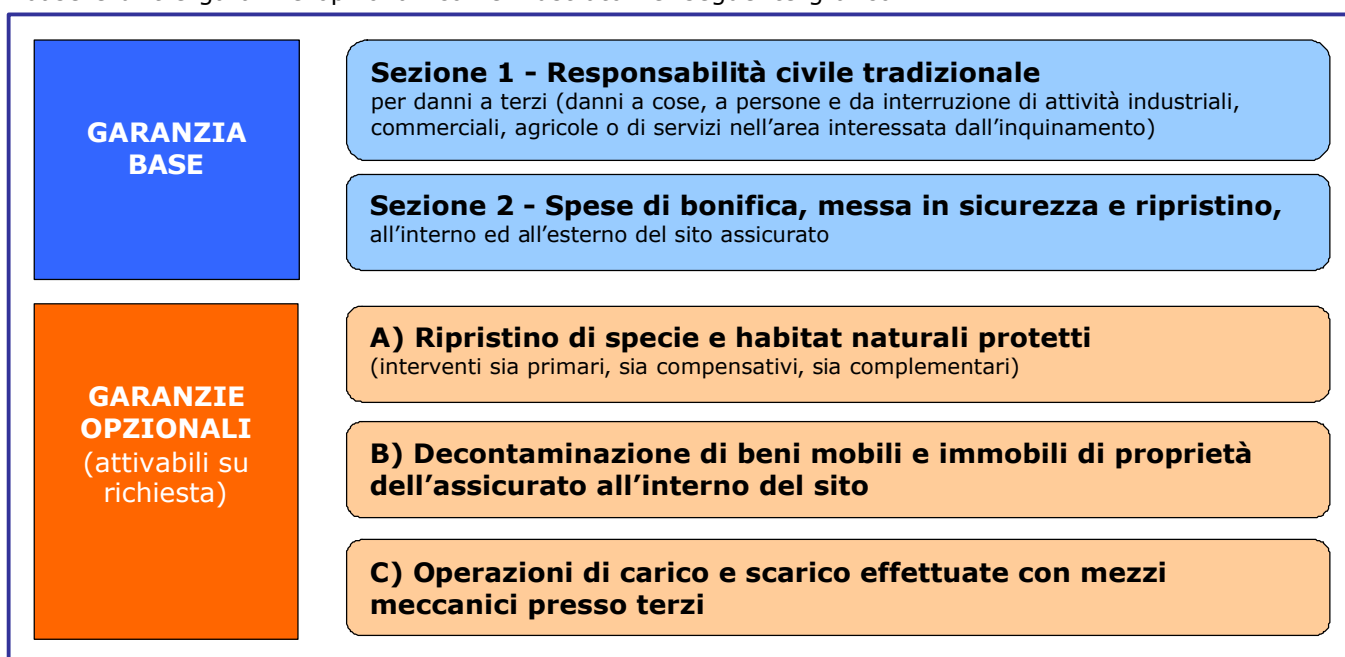 GARANZIA
BASE
Sezione 1 - Responsabilità civile tradizionale
per danni a terzi (danni a cose, a persone e da interruzione di attività industriali,
commerciali, agricole o di servizi nell’area interessata dall’inquinamento)
Sezione 2 - Spese di bonifica, messa in sicurezza e ripristino,
all’interno ed all’esterno del sito assicurato
GARANZIE
OPZIONALI
(attivabili su
richiesta)
A) Ripristino di specie e habitat naturali protetti
(interventi sia primari, sia compensativi, sia complementari)
B) Decontaminazione di beni mobili e immobili di proprietà
dell’assicurato all’interno del sito
C) Operazioni di carico e scarico effettuate con mezzi
meccanici presso terzi